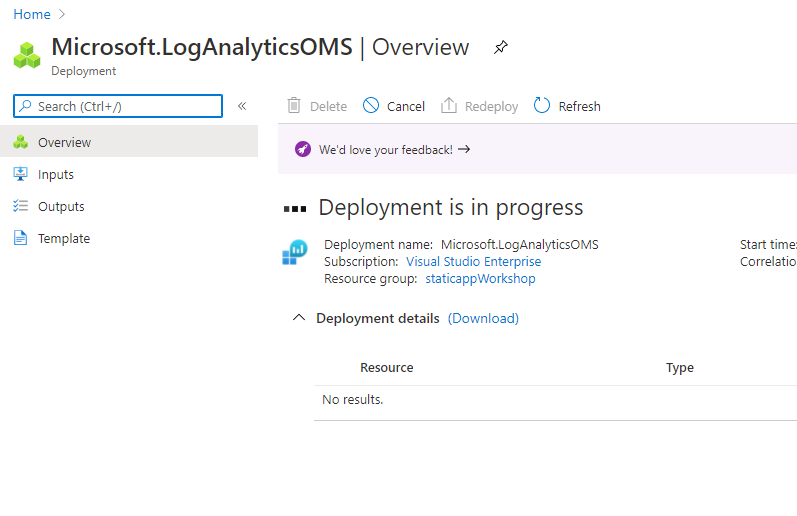 Home
Microsoft.LogAnalyticsOMS | Overview
Deployment
Search (Ctrl+/)
«
Delete
Cancel
Redeploy
Refresh
Overview
Inputs
Outputs
Template
We'd love your feedback! →
Deployment is in progress
Deployment name: Microsoft.LogAnalyticsOMS
Subscription: Visual Studio Enterprise
Resource group: staticappWorkshop
Start time:
Correlatio
Deployment details (Download)
Resource Type
No results.